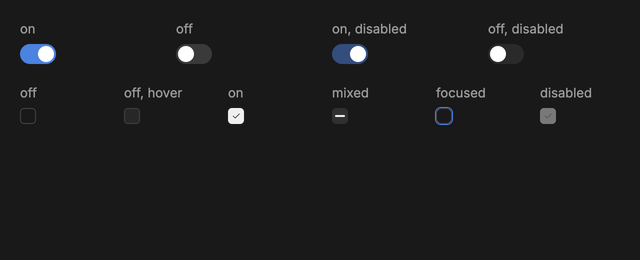 on off on, disabled off, disabled
off off, hover on mixed focused disabled